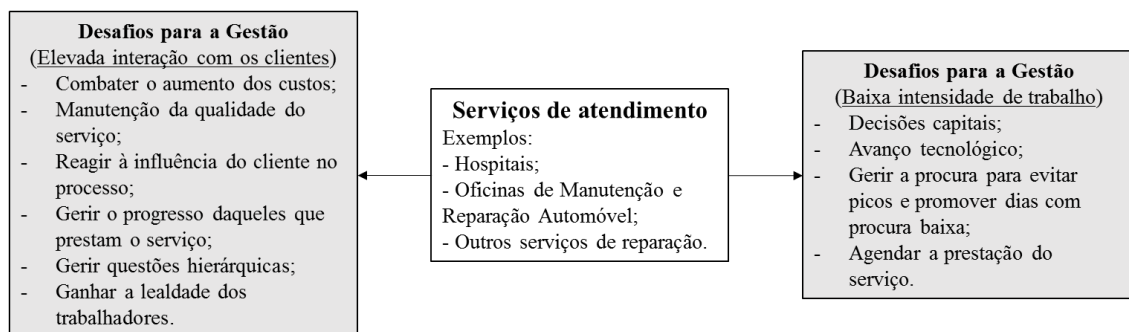 Desafios para a Gestão
(Elevada interação com os clientes)
- Combater o aumento dos custos;
- Manutenção da qualidade do
serviço;
- Reagir à influência do cliente no
processo;
- Gerir o progresso daqueles que
prestam o serviço;
- Gerir questões hierárquicas;
- Ganhar a lealdade dos
trabalhadores.
Serviços de atendimento
Exemplos:
- Hospitais;
- Oficinas de Manutenção e
Reparação Automóvel;
- Outros serviços de reparação.
Desafios para a Gestão
(Baixa intensidade de trabalho)
- Decisões capitais;
- Avanço tecnológico;
- Gerir a procura para evitar
picos e promover dias com
procura baixa;
- Agendar a prestação do
serviço.